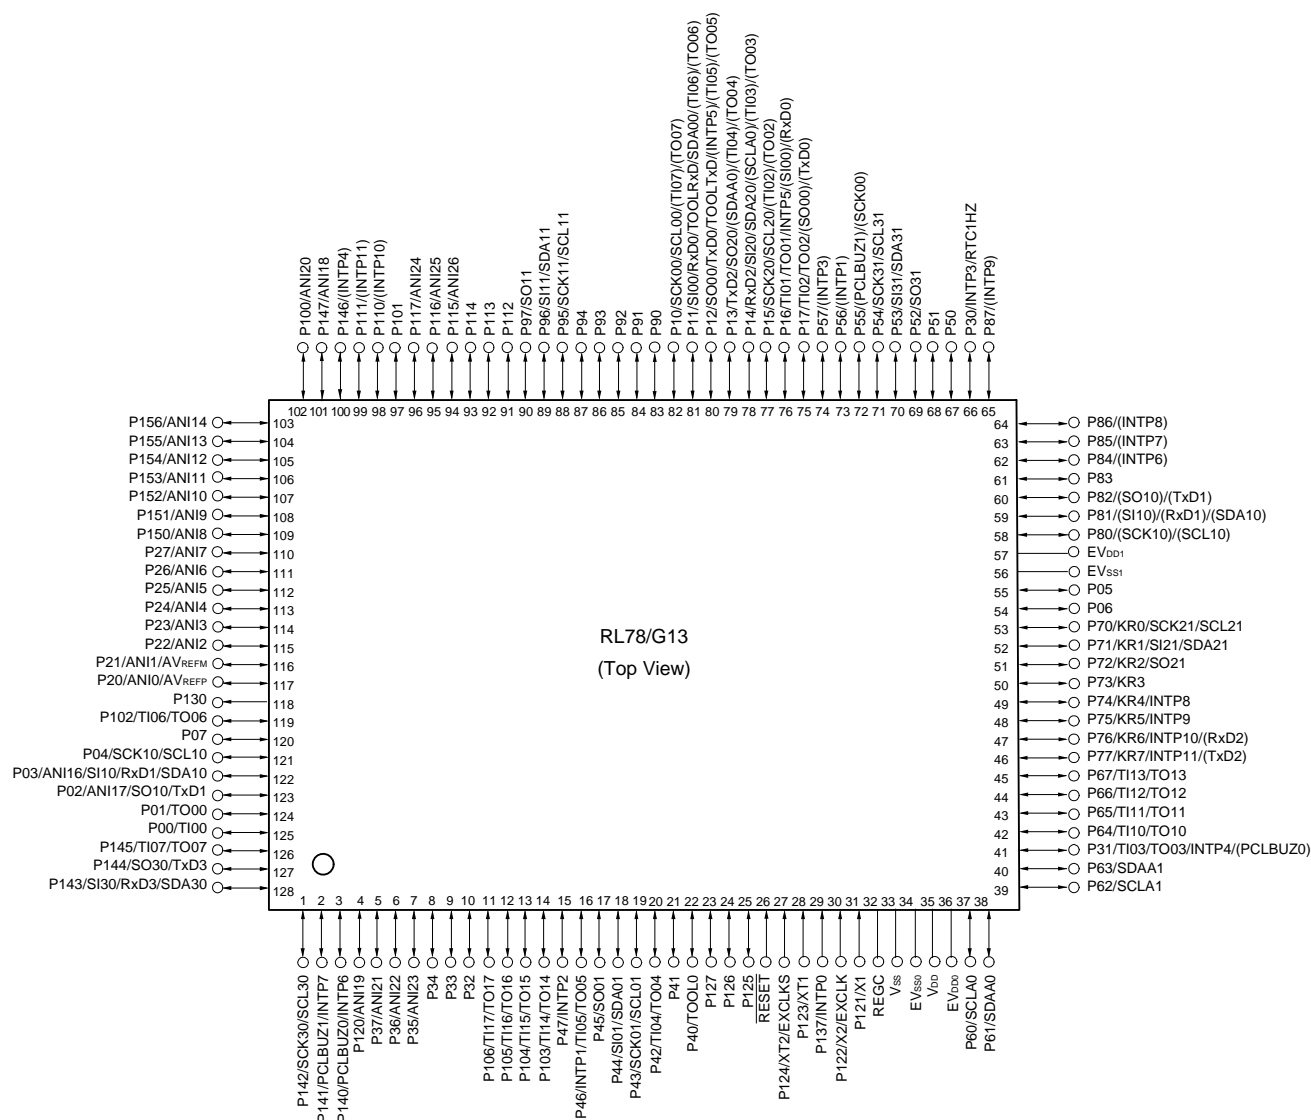 P100/ANI20
P147/ANI18
P146/(INTP4)
P111/(INTP11)
P110/(INTP10)
P101
P117/ANI24
P116/ANI25
P115/ANI26
P114
P113
P112
P97/SO11
P96/SI11/SDA11
P95/SCK11/SCL11
P94
P93
P92
P91
P90
P10/SCK00/SCL00/(TI07)/(TO07)
P11/SI00/RxD0/TOOLRxD/SDA00/(TI06)/(TO06)
P12/SO00/TxD0/TOOLTxD/(INTP5)/(TI05)/(TO05)
P13/TxD2/SO20/(SDAA0)/(TI04)/(TO04)
P14/RxD2/SI20/SDA20/(SCLA0)/(TI03)/(TO03)
P15/SCK20/SCL20/(TI02)/(TO02)
P16/TI01/TO01/INTP5/(SI00)/(RxD0)
P17/TI02/TO02/(SO00)/(TxD0)
P57/(INTP3)
P56/(INTP1)
P55/(PCLBUZ1)/(SCK00)
P54/SCK31/SCL31
P53/SI31/SDA31
P52/SO31
P51
P50
P30/INTP3/RTC1HZ
P87/(INTP9)
102 101 100 99 98 97 96 95 94 93 92 91 90 89 88 87 86 85 84 83 82 81 80 79 78 77 76 75 74 73 72 71 70 69 68 67 66 65
P156/ANI14 103 64 P86/(INTP8)
P155/ANI13 104 63 P85/(INTP7)
P154/ANI12 105 62 P84/(INTP6)
P153/ANI11 106 61 P83
P152/ANI10 107 60 P82/(SO10)/(TxD1)
P151/ANI9 108 59 P81/(SI10)/(RxD1)/(SDA10)
P150/ANI8 109 58 P80/(SCK10)/(SCL10)
P27/ANI7 110 57 EVDD1
P26/ANI6 111 56 EVSS1
P25/ANI5 112 55 P05
P24/ANI4 113 54 P06
P23/ANI3 114 53 P70/KR0/SCK21/SCL21
RL78/G13
P22/ANI2 115 52 P71/KR1/SI21/SDA21
P21/ANI1/AVREFM 116 51 P72/KR2/SO21
(Top View)
P20/ANI0/AVREFP 117 50 P73/KR3
P130 118 49 P74/KR4/INTP8
P102/TI06/TO06 119 48 P75/KR5/INTP9
P07 120 47 P76/KR6/INTP10/(RxD2)
P04/SCK10/SCL10 121 46 P77/KR7/INTP11/(TxD2)
P03/ANI16/SI10/RxD1/SDA10 122 45 P67/TI13/TO13
P02/ANI17/SO10/TxD1 123 44 P66/TI12/TO12
P01/TO00 124 43 P65/TI11/TO11
P00/TI00 125 42 P64/TI10/TO10
P145/TI07/TO07 126 41 P31/TI03/TO03/INTP4/(PCLBUZ0)
P144/SO30/TxD3 127 40 P63/SDAA1
P143/SI30/RxD3/SDA30 128 39 P62/SCLA1
1 2 3 4 5 6 7 8 9 10 11 12 13 14 15 16 17 18 19 20 21 22 23 24 25 26 27 28 29 30 31 32 33 34 35 36 37 38
P142/SCK30/SCL30
P141/PCLBUZ1/INTP7
P140/PCLBUZ0/INTP6
P120/ANI19
P37/ANI21
P36/ANI22
P35/ANI23
P34
P33
P32
P106/TI17/TO17
P105/TI16/TO16
P104/TI15/TO15
P103/TI14/TO14
P47/INTP2
P46/INTP1/TI05/TO05
P45/SO01
P44/SI01/SDA01
P43/SCK01/SCL01
P42/TI04/TO04
P41
P40/TOOL0
P127
P126
P125
RESET
P124/XT2/EXCLKS
P123/XT1
P137/INTP0
P122/X2/EXCLK
P121/X1
REGC
VSS
EVSS0
VDD
EVDD0
P60/SCLA0
P61/SDAA0